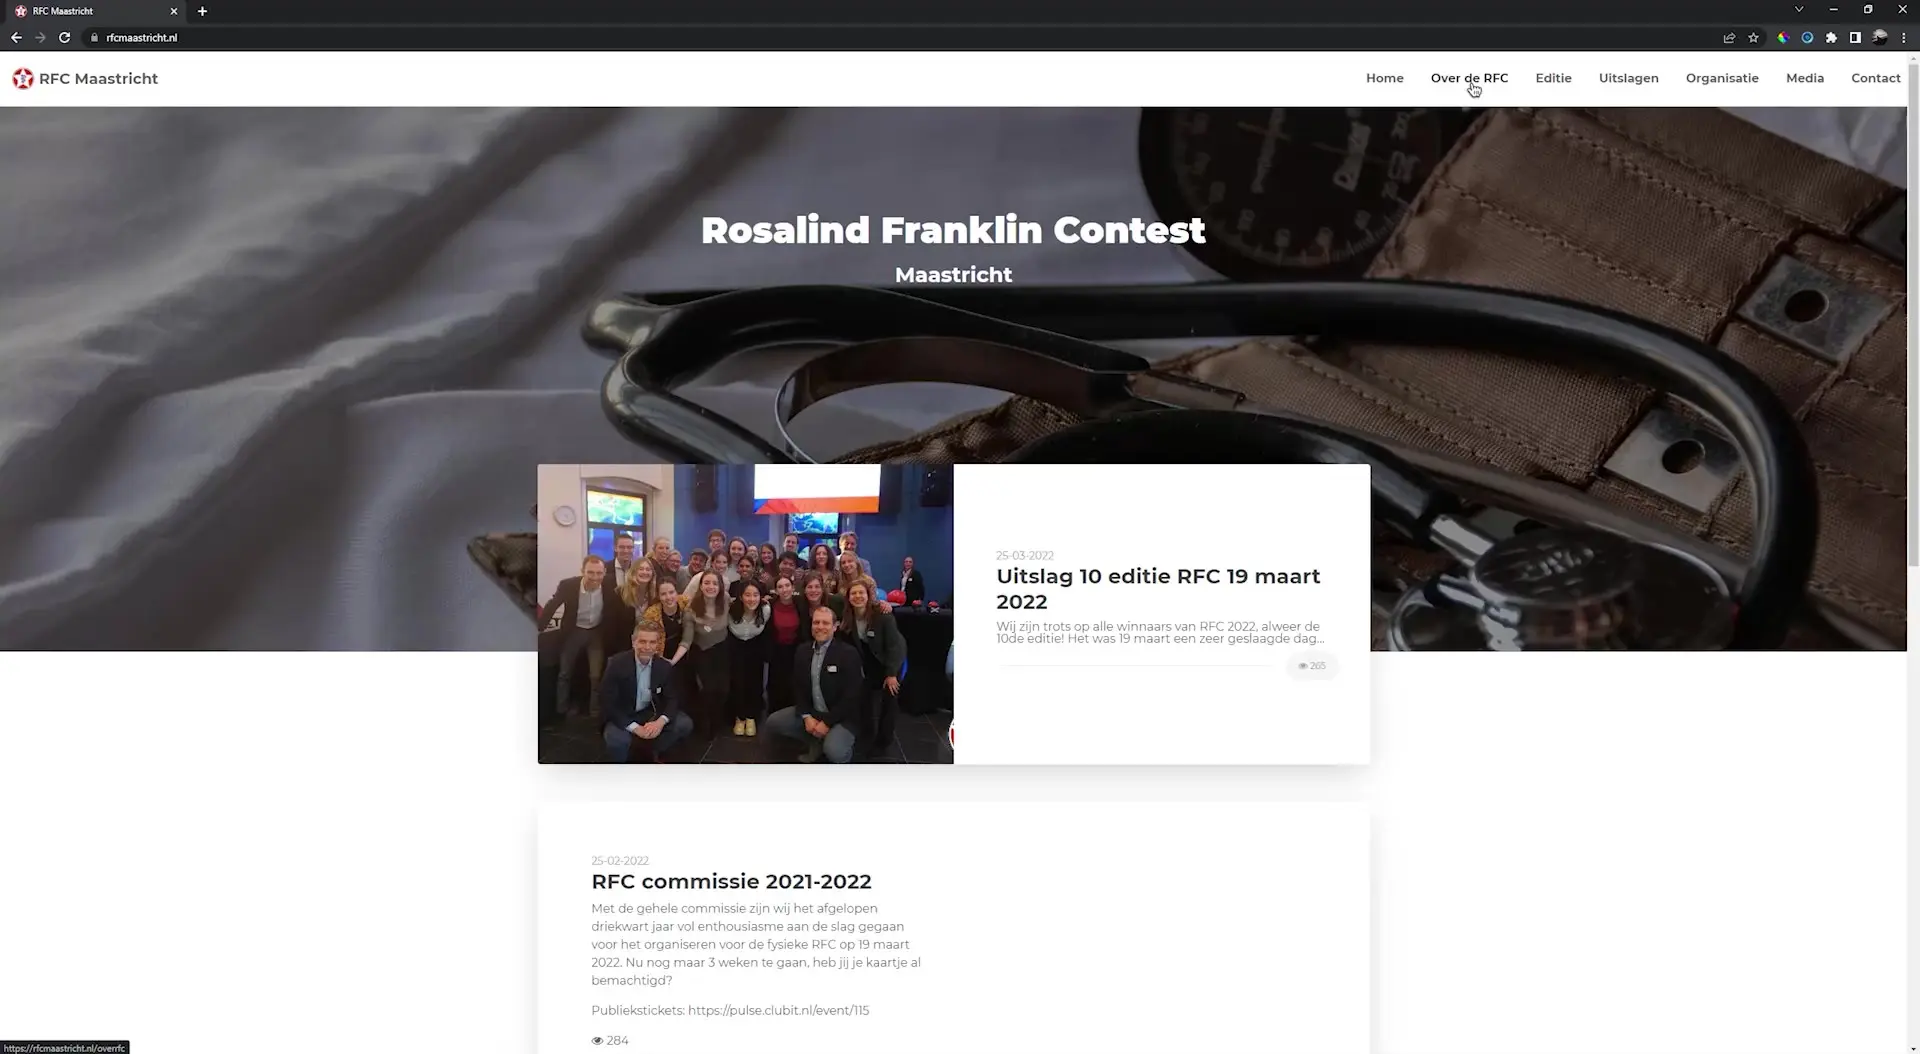 RFC Maastricht
rfcmaastricht.nl
RFC Maastricht
Home
Over de RFC
Editie
Uitslagen
Organisatie
Media
Contact
Rosalind Franklin Contest
Maastricht
25-03-2022
Uitslag 10 editie RFC 19 maart
2022
Wij zijn trots op alle winnaars van RFC 2022, alweer de
10de editie! Het was 19 maart een zeer geslaagde dag...
265
25-02-2022
RFC commissie 2021-2022
Met de gehele commissie zijn wij het afgelopen
driekwart jaar vol enthousiasme aan de slag gegaan
voor het organiseren voor de fysieke RFC op 19 maart
2022. Nu nog maar 3 weken te gaan, heb jij je kaartje al
bemachtigd?
Publiekstickets: https://pulse.clubit.nl/event/115
284
https://rfcmaastricht.nl/overrfc